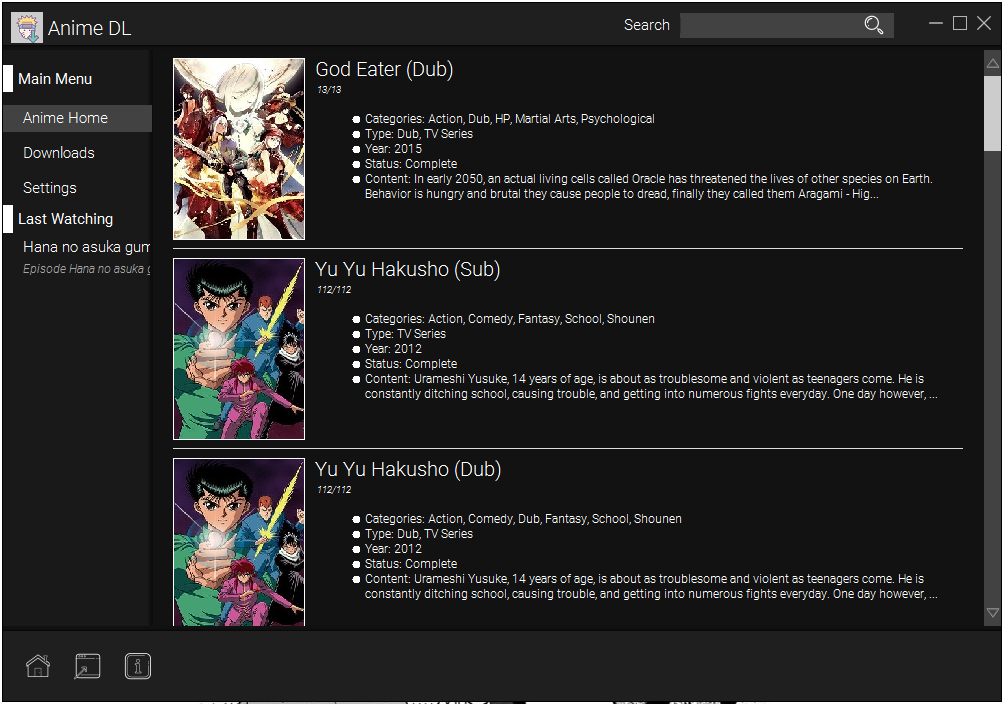 Anime DL
Search
Main Menu
Anime Home
Downloads
Settings
Last Watching
Hana no asuka gum
Episode Hana no asuka g
God Eater (Dub)
13/13
Categories: Action, Dub, HP, Martial Arts, Psychological
Type: Dub, TV Series
Year: 2015
Status: Complete
Content: In early 2050, an actual living cells called Oracle has threatened the lives of other species on Earth.
Behavior is hungry and brutal they cause people to dread, finally they called them Aragami - Hig...
Yu Yu Hakusho (Sub)
112/112
Categories: Action, Comedy, Fantasy, School, Shounen
Type: TV Series
Year: 2012
Status: Complete
Content: Urameshi Yusuke, 14 years of age, is about as troublesome and violent as teenagers come. He is
constantly ditching school, causing trouble, and getting into numerous fights everyday. One day however, ...
Yu Yu Hakusho (Dub)
112/112
Categories: Action, Comedy, Dub, Fantasy, School, Shounen
Type: Dub, TV Series
Year: 2012
Status: Complete
Content: Urameshi Yusuke, 14 years of age, is about as troublesome and violent as teenagers come. He is
constantly ditching school, causing trouble, and getting into numerous fights everyday. One day however, ...